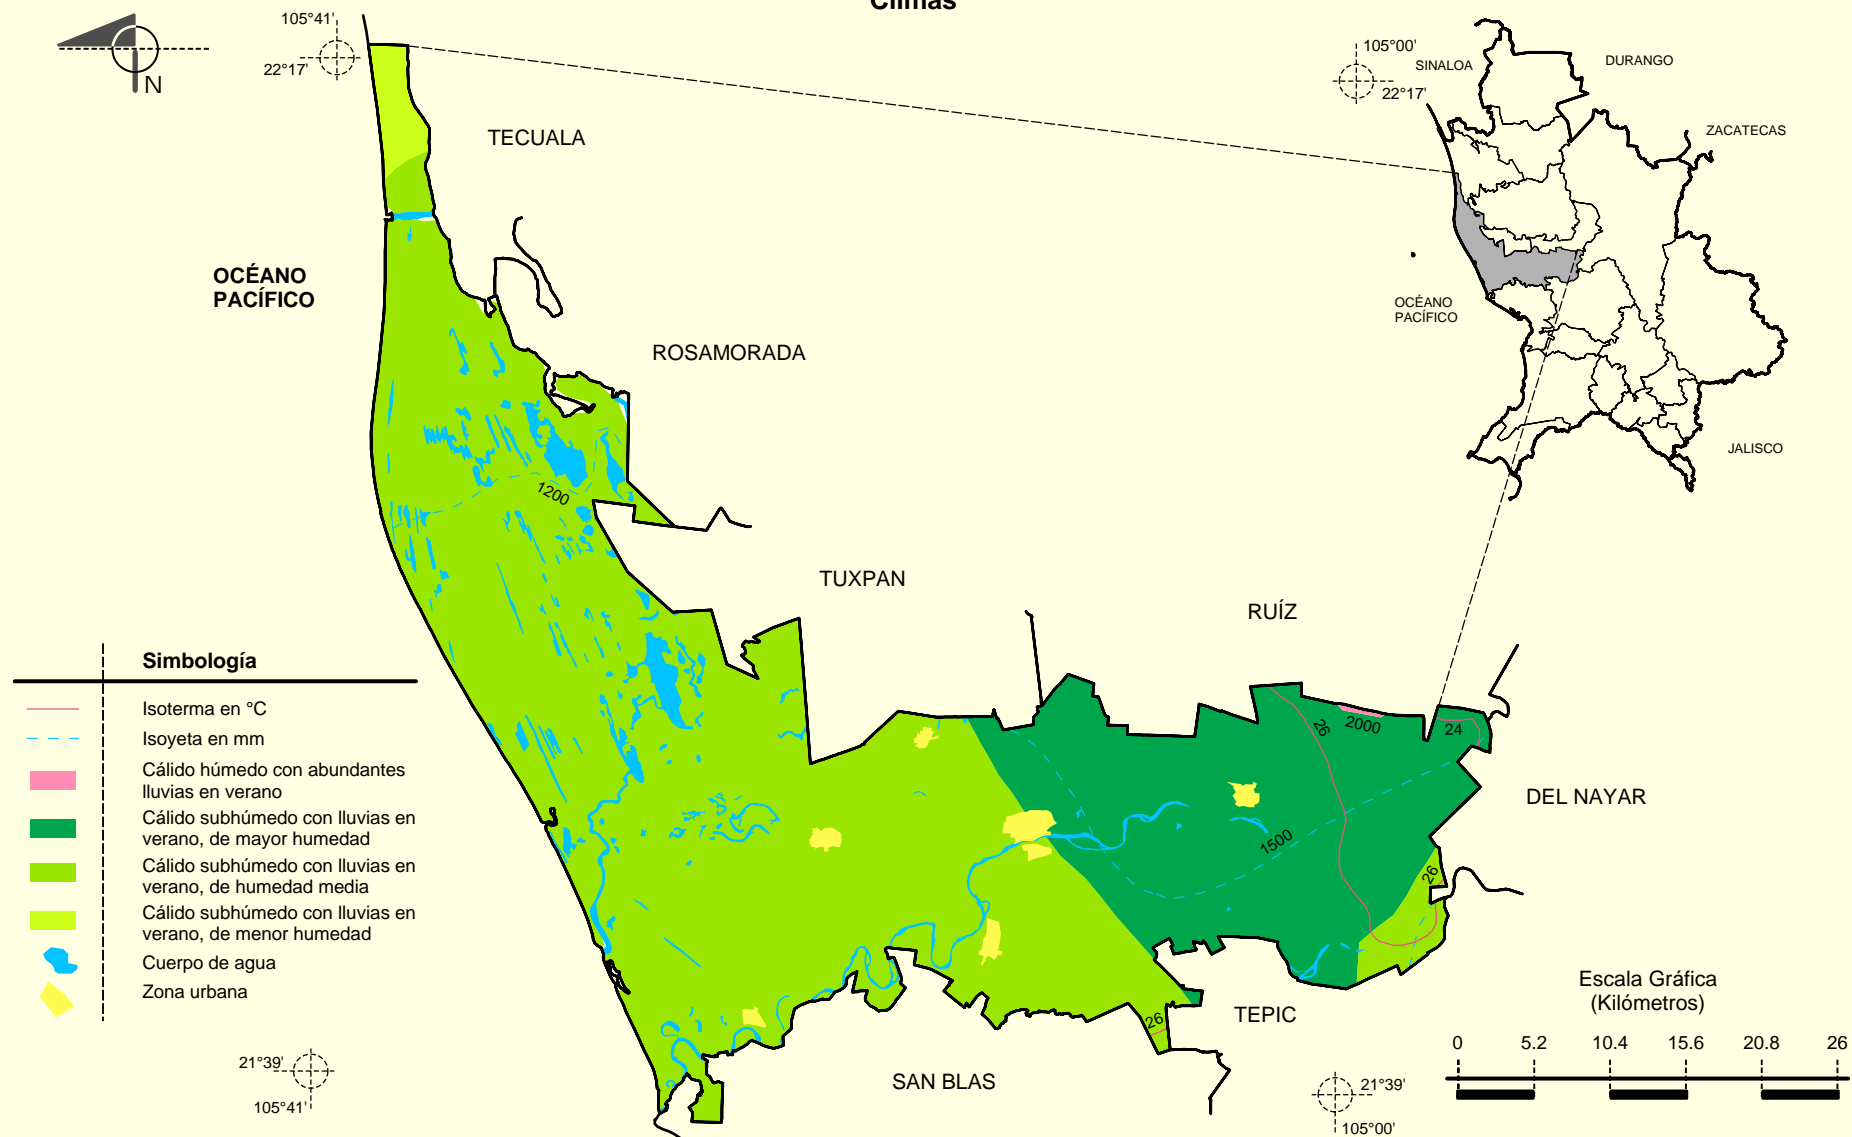 Climas
N
105°41'
22°17'
105°00'
22°17'
SINALOA
DURANGO
ZACATECAS
OCÉANO
PACÍFICO
JALISCO
TECUALA
OCÉANO
PACÍFICO
ROSAMORADA
1200
TUXPAN
RUÍZ
26
2000
24
DEL NAYAR
1500
26
26
TEPIC
SAN BLAS
Simbología
Isoterma en °C
Isoyeta en mm
Cálido húmedo con abundantes
lluvias en verano
Cálido subhúmedo con lluvias en
verano, de mayor humedad
Cálido subhúmedo con lluvias en
verano, de humedad media
Cálido subhúmedo con lluvias en
verano, de menor humedad
Cuerpo de agua
Zona urbana
21°39'
105°41'
21°39'
105°00'
Escala Gráfica
(Kilómetros)
0 5.2 10.4 15.6 20.8 26